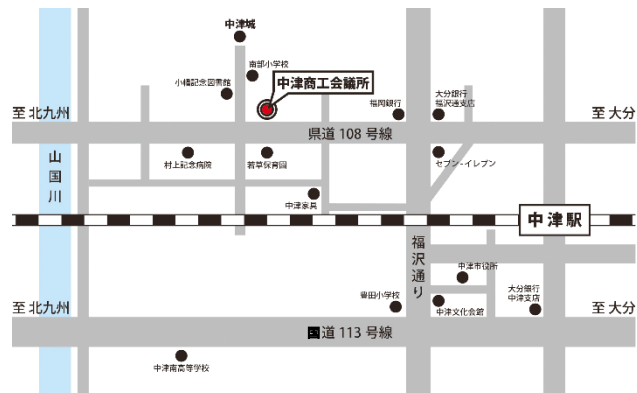 中津城
南部小学校
中津商工会議所
小幡記念図書館
福岡銀行
大分銀行
福沢通支店
至 北九州
至 大分
県道 108 号線
山国川
村上記念病院
若草保育園
セブン-イレブン
中津家具
中津駅
福沢通り
中津市役所
豊田小学校
中津文化会館
大分銀行
中津支店
至 北九州
至 大分
国道 113 号線
中津南高等学校